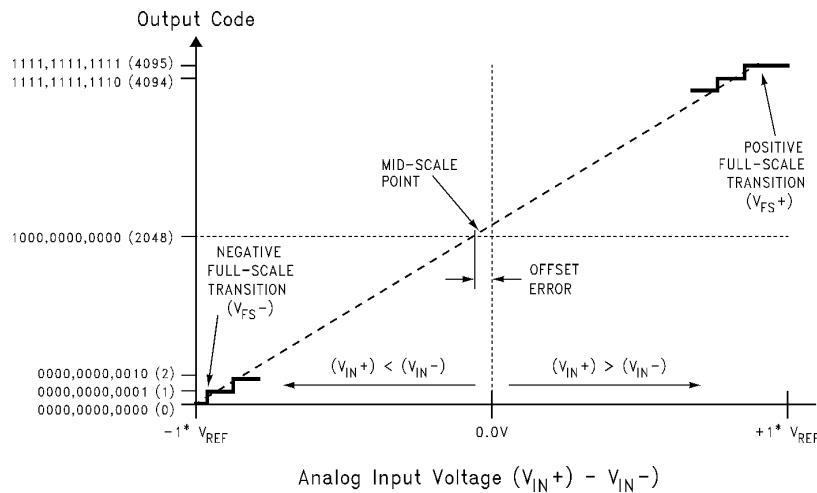 Output Code
1111,1111,1111 (4095)
1111,1111,1110 (4094)
MID-SCALE
POINT
POSITIVE
FULL-SCALE
TRANSITION
(VFS+)
1000,0000,0000 (2048)
NEGATIVE
FULL-SCALE
TRANSITION
(VFS-)
OFFSET
ERROR
0000,0000,0010 (2)
0000,0000,0001 (1)
0000,0000,0000 (0)
(VIN+) < (VIN-)
(VIN+) > (VIN-)
-1* VREF
0.0V
+1* VREF
Analog Input Voltage (VIN+) - VIN-)